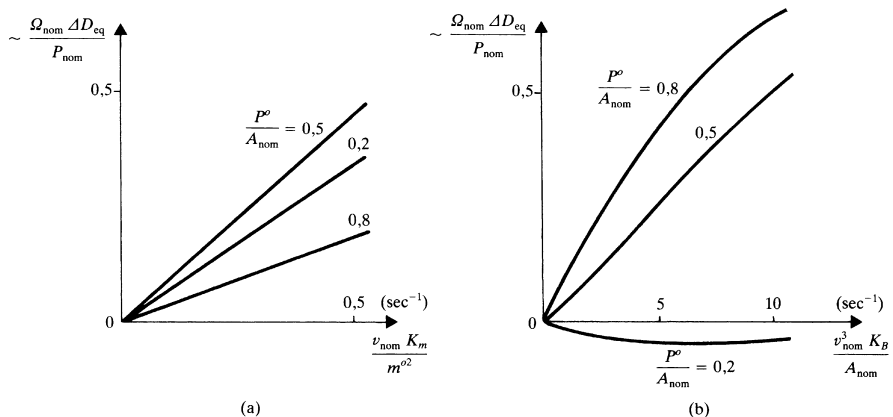 ~ Ω_nom ΔD_eq / P_nom
0,5
P^o / A_nom = 0,5
0,2
0,8
0
0,5 (sec⁻¹)
v_nom K_m / m^o2
(a)
~ Ω_nom ΔD_eq / P_nom
0,5
P^o / A_nom = 0,8
0,5
0
5 10 (sec⁻¹)
v³_nom K_B / A_nom
P^o / A_nom = 0,2
(b)